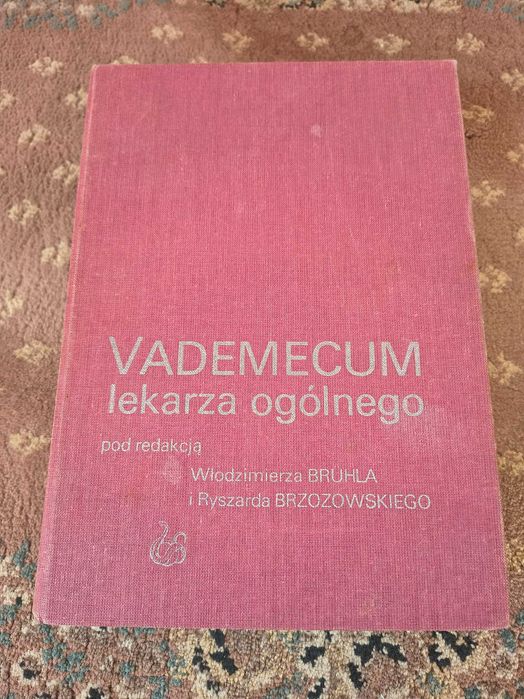 VADEMECUM
lekarza ogólnego
pod redakcją
Włodzimierza BRUHLA
i Ryszarda BRZOZOWSKIEGO